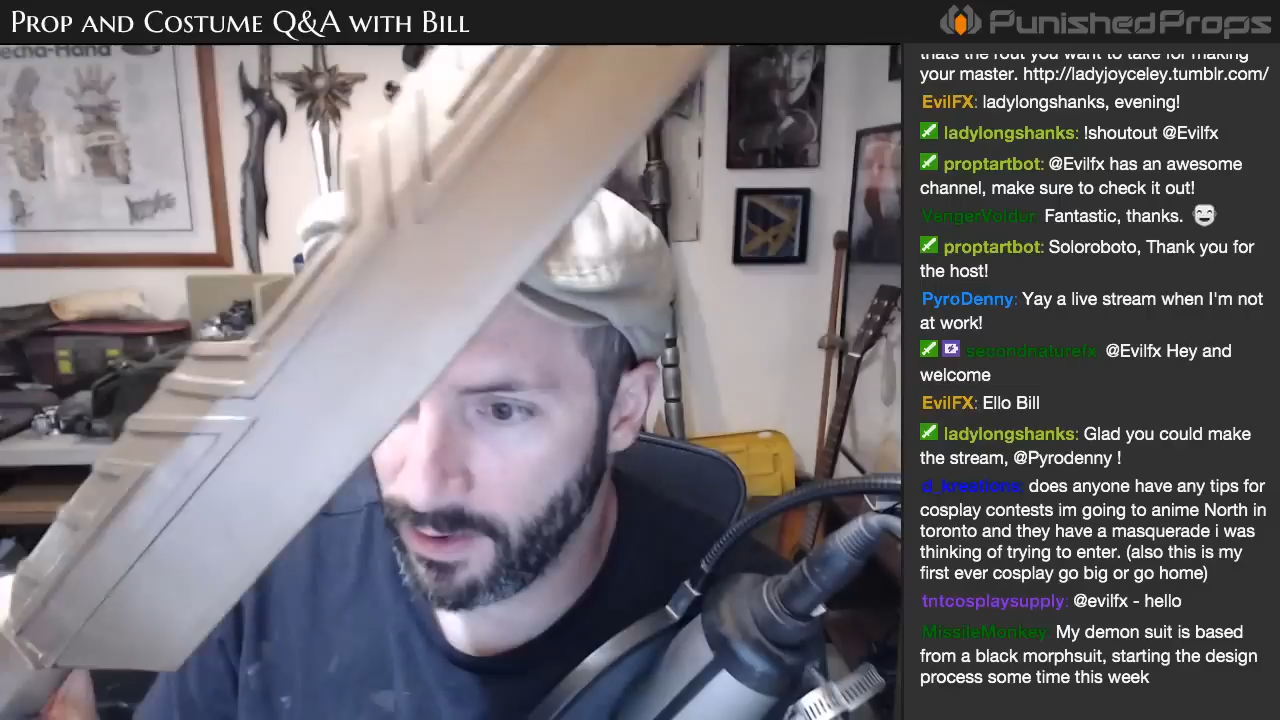 Prop and Costume Q&A with Bill
PunishedProps
echa-Hand
thats the rout you want to take for making
your master. http://ladyjoyceley.tumblr.com/
EvilFX: ladylongshanks, evening!
ladylongshanks: !shoutout @Evilfx
proptartbot: @Evilfx has an awesome
channel, make sure to check it out!
VengerVoldur: Fantastic, thanks.
proptartbot: Soloroboto, Thank you for
the host!
PyroDenny: Yay a live stream when I'm not
at work!
secondnaturefx: @Evilfx Hey and
welcome
EvilFX: Ello Bill
ladylongshanks: Glad you could make
the stream, @Pyrodenny !
d_kreations: does anyone have any tips for
cosplay contests im going to anime North in
toronto and they have a masquerade i was
thinking of trying to enter. (also this is my
first ever cosplay go big or go home)
tntcosplaysupply: @evilfx - hello
MissileMonkey: My demon suit is based
from a black morphsuit, starting the design
process some time this week